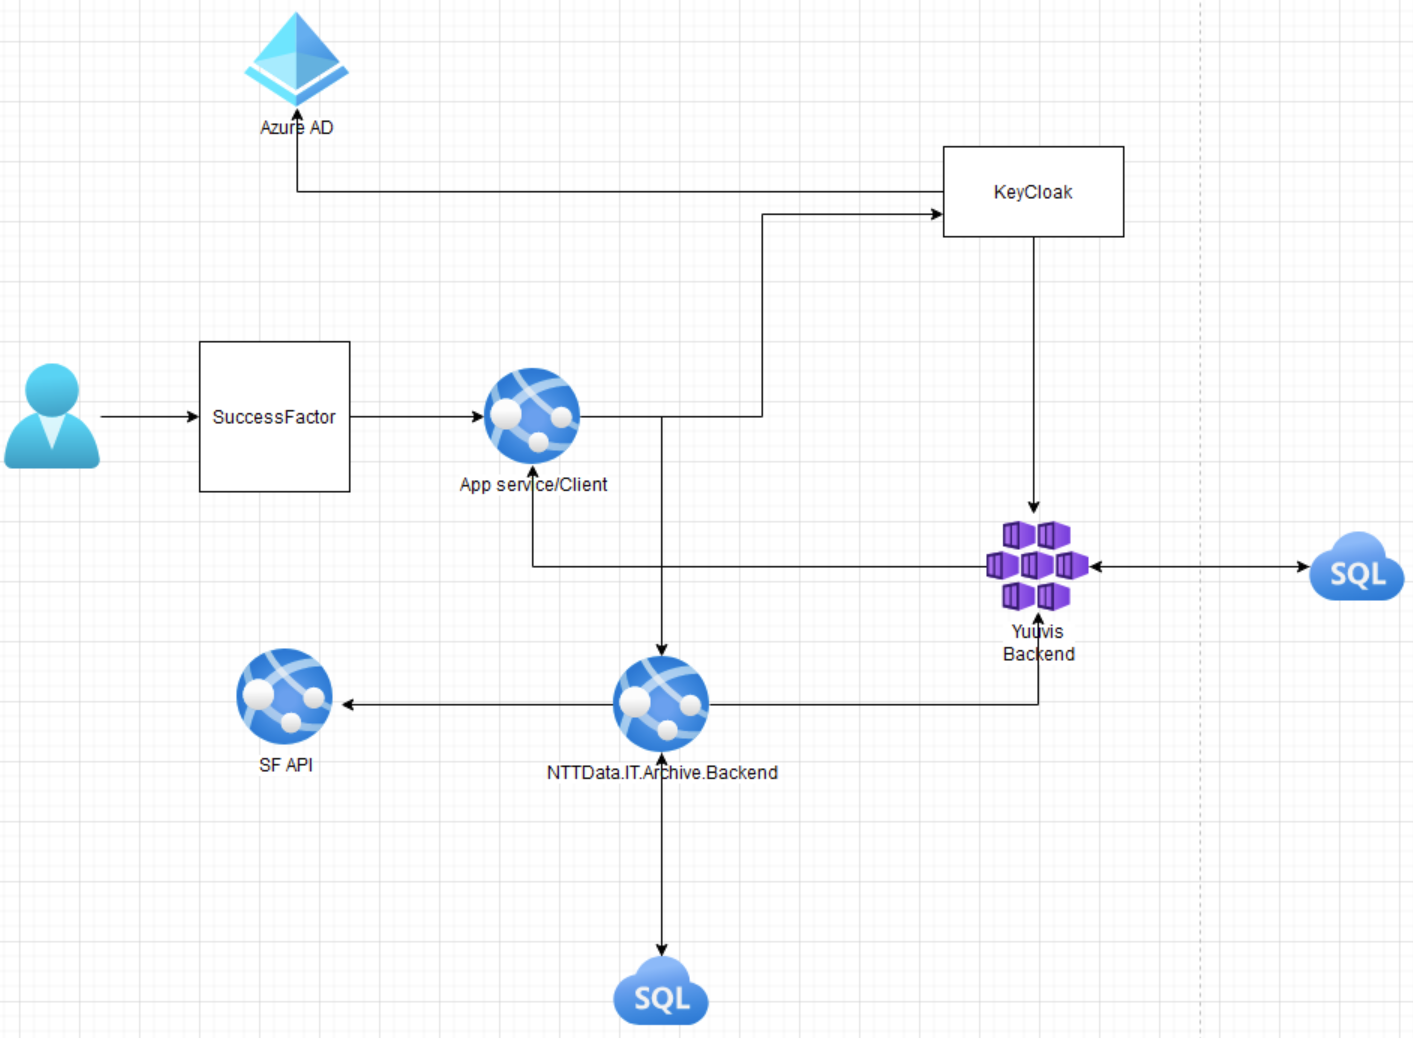 Azure AD
KeyCloak
SuccessFactor
App service/Client
SQL
Yuuvis
Backend
SF API
NTTData.IT.Archive.Backend
SQL